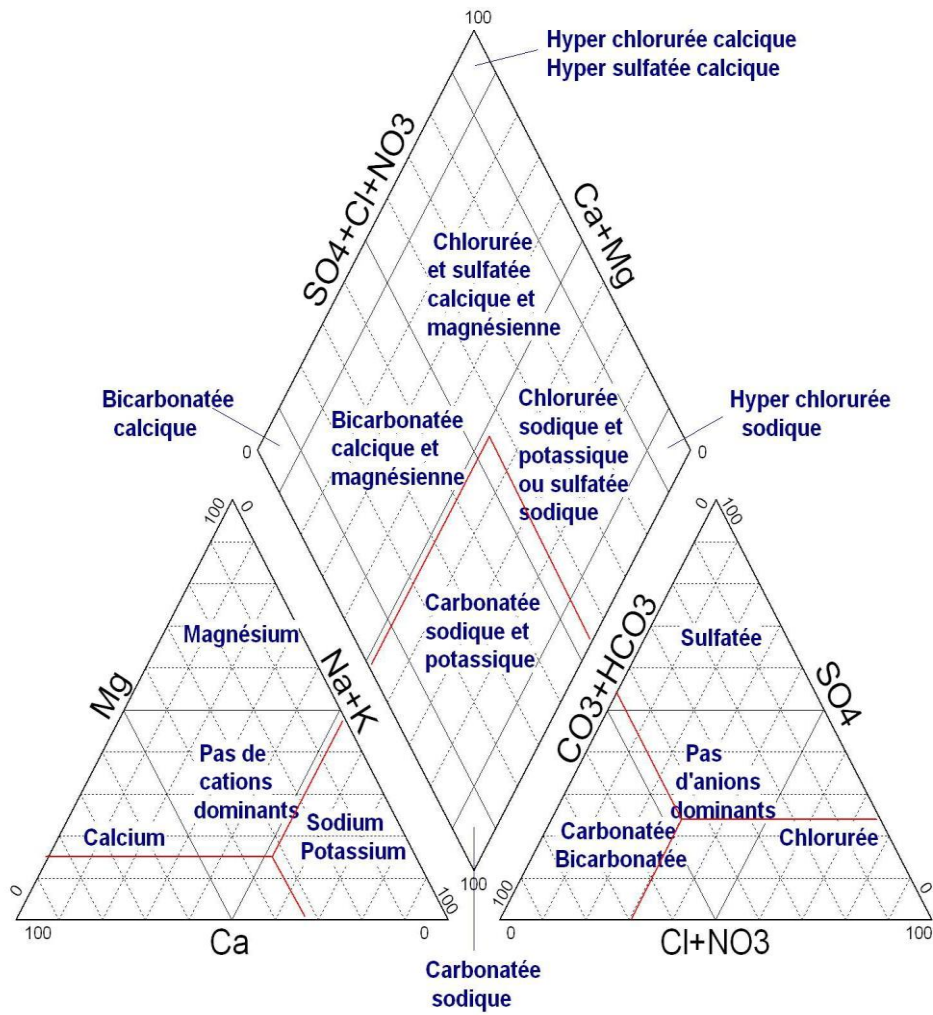 100
Hyper chlorurée calcique
Hyper sulfatée calcique
SO4+Cl+NO3
Ca+Mg
Chlorurée
et sulfatée
calcique et
magnésienne
Bicarbonatée
calcique
Bicarbonatée
calcique et
magnésienne
Chlorurée
sodique et
potassique
ou sulfatée
sodique
Hyper chlorurée
sodique
0
0
100
0
0
100
Carbonatée
sodique et
potassique
Magnésium
Mg
Na+K
CO3+HCO3
Sulfatée
SO4
Pas de
cations
dominants
Calcium
Sodium
Potassium
Pas
d'anions
dominants
Carbonatée
Bicarbonatée
Chlorurée
100
0
100
100
0
100
0
Ca
0
0
Cl+NO3
100
Carbonatée
sodique